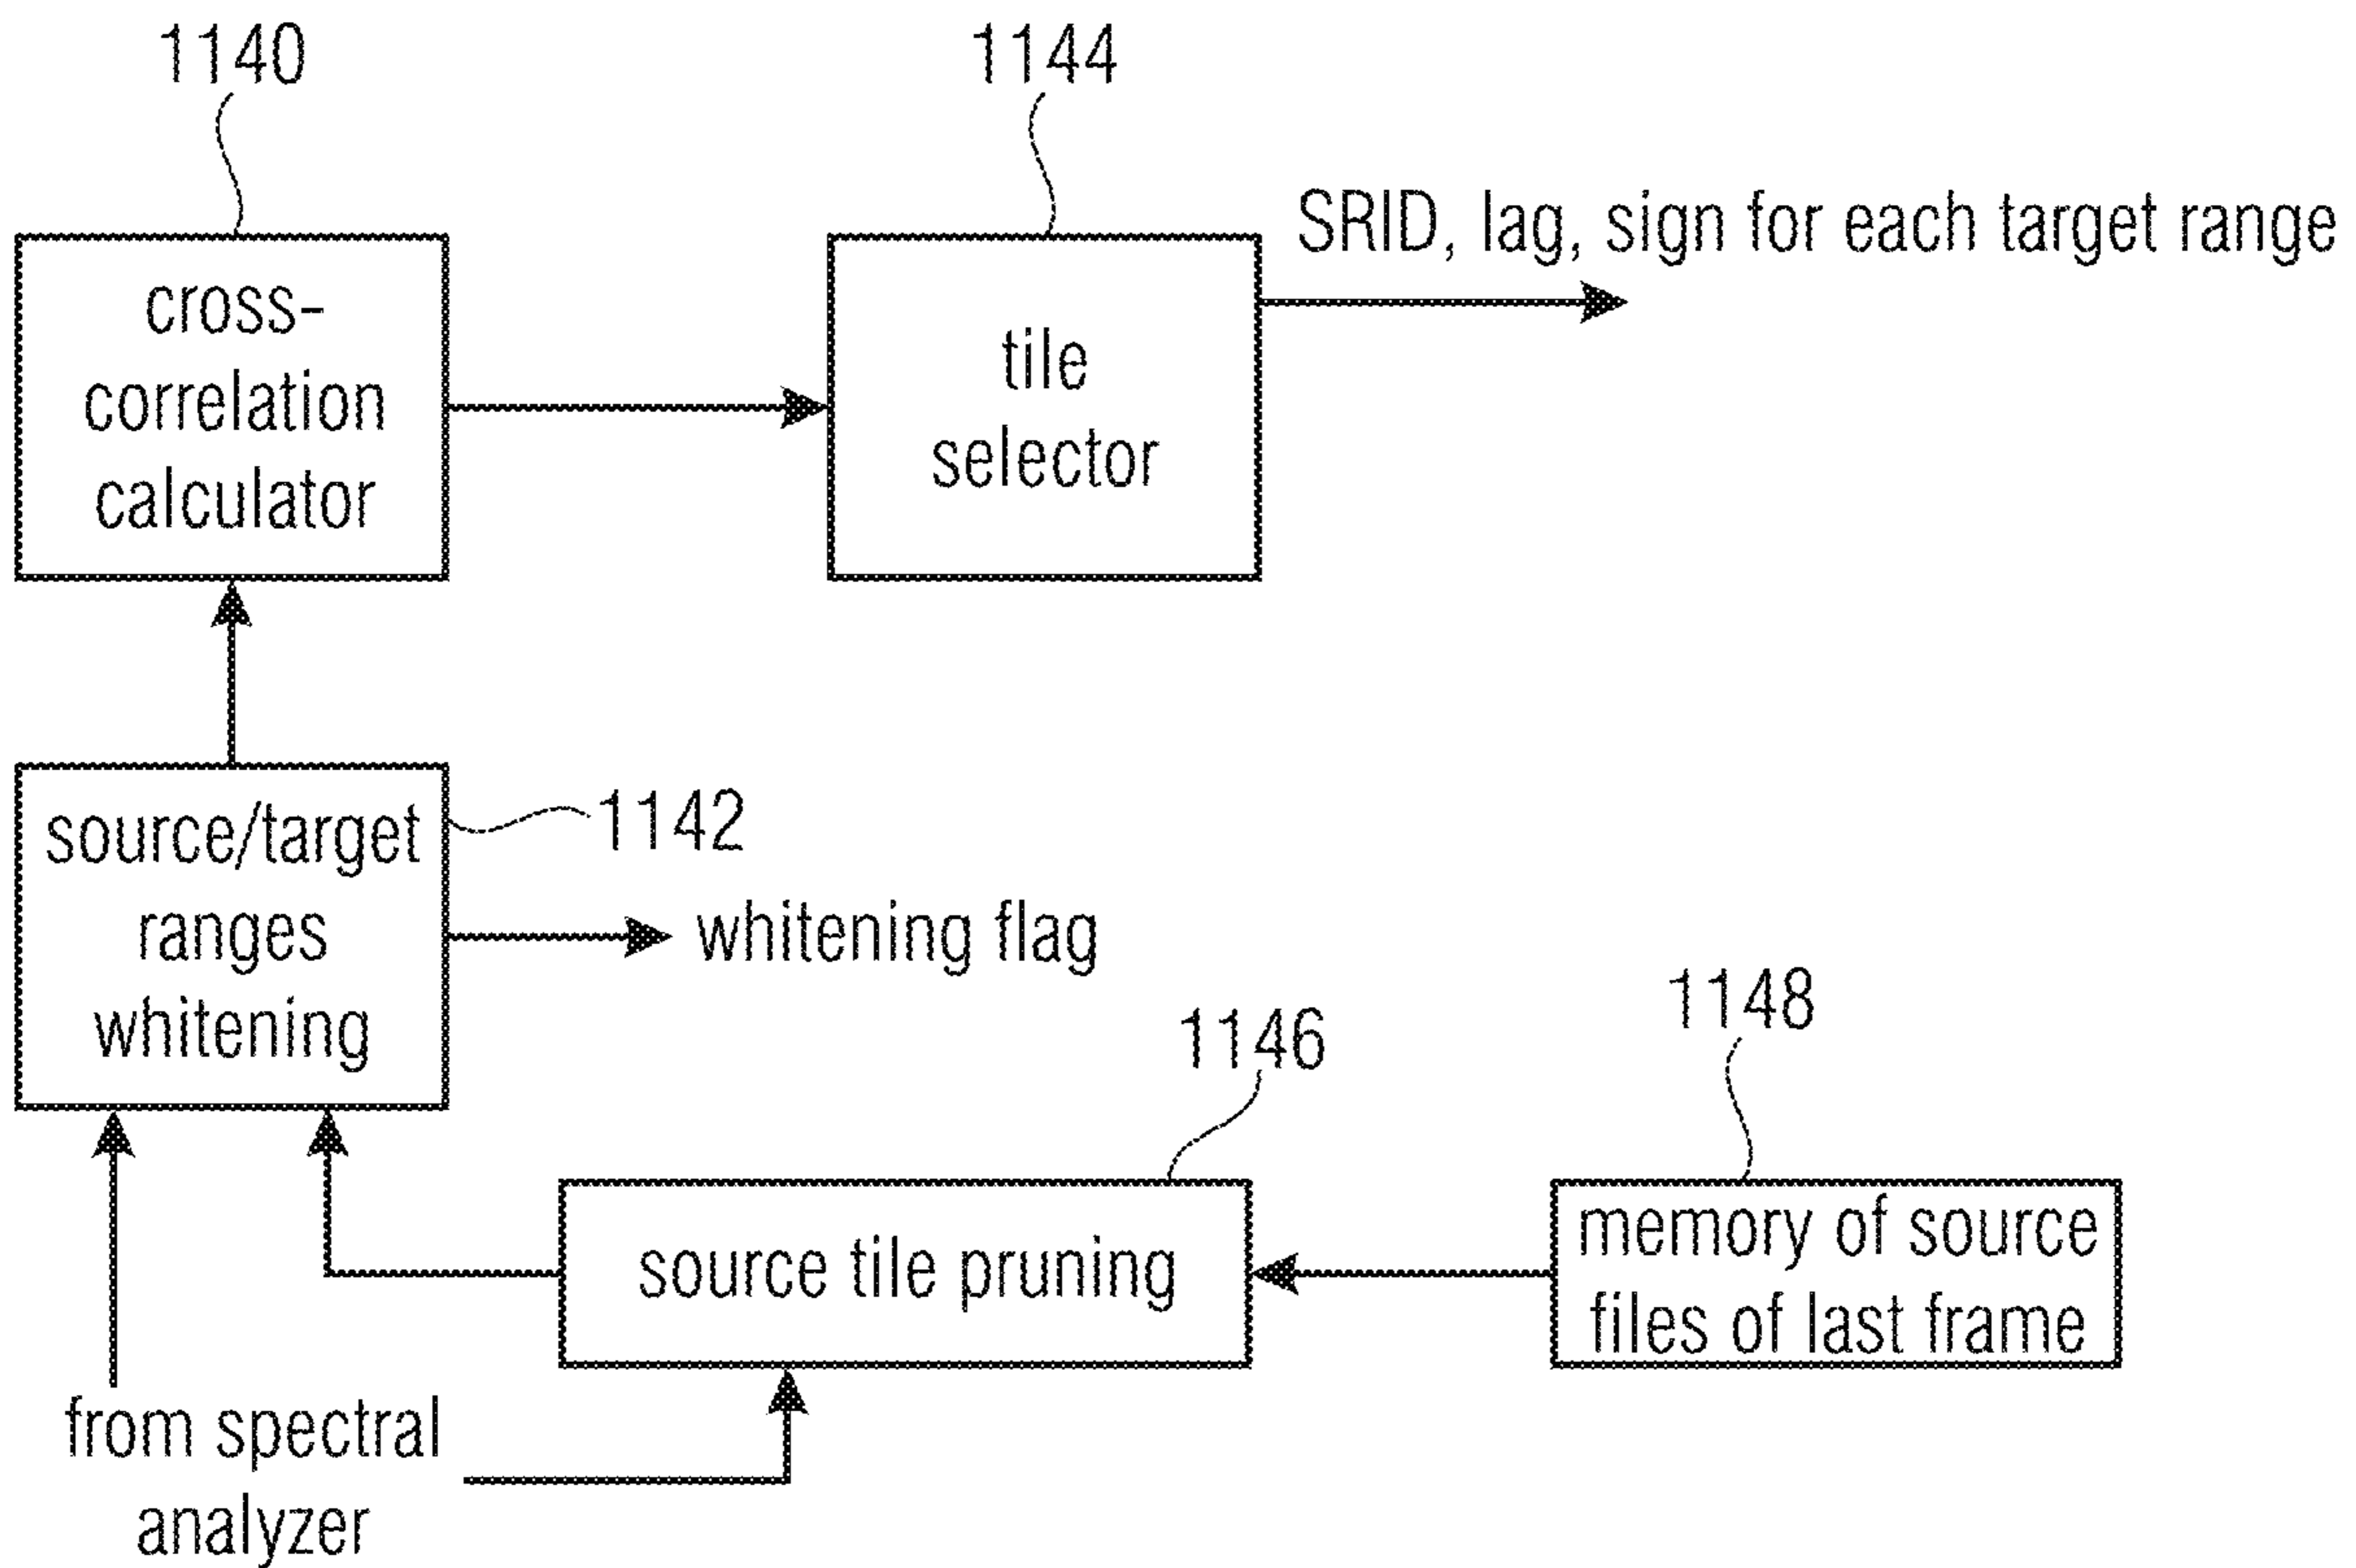 1140
1144
SRID, lag, sign for each target range
cross-
correlation
calculator
tile
selector
source/target
ranges
whitening
1142
whitening flag
1146
1148
source tile pruning
memory of source
files of last frame
from spectral
analyzer